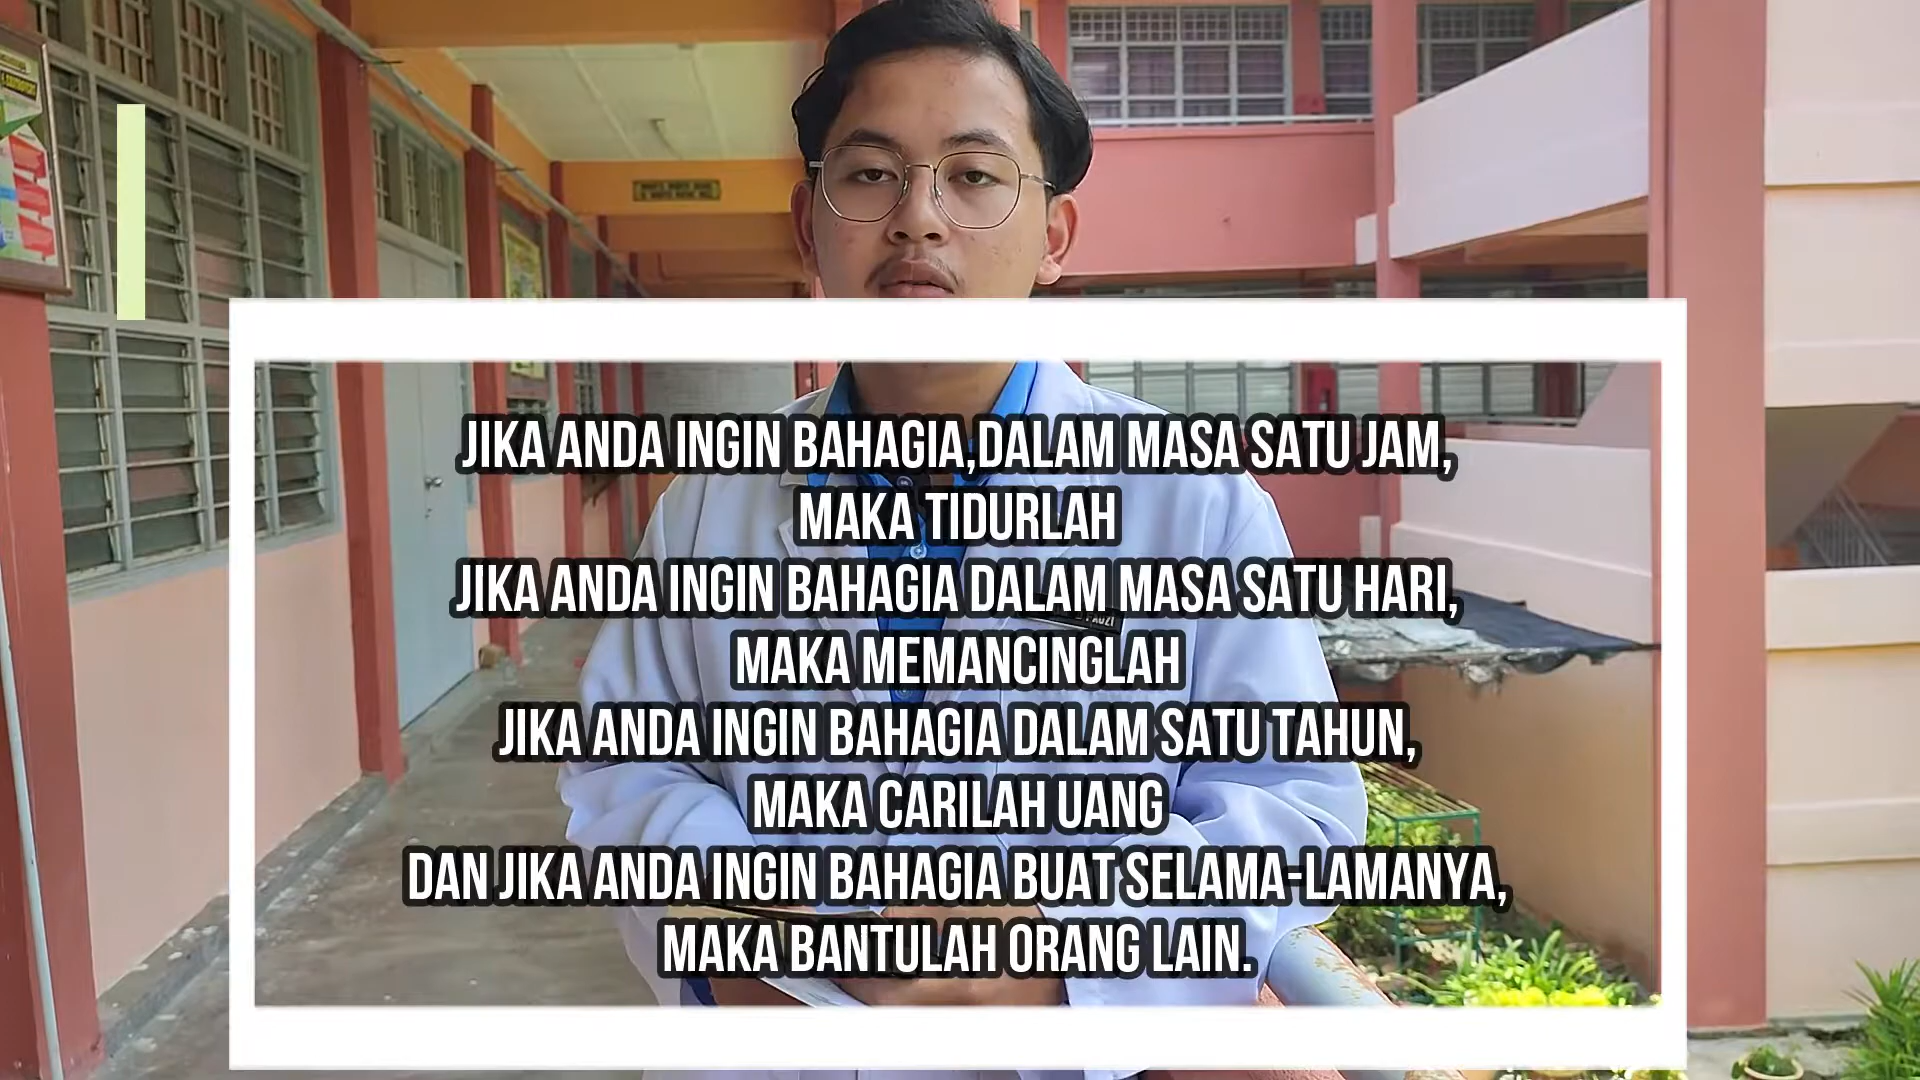 JIKA ANDA INGIN BAHAGIA,DALAM MASA SATU JAM,
MAKA TIDURLAH
JIKA ANDA INGIN BAHAGIA DALAM MASA SATU HARI,
MAKA MEMANCINGLAH
JIKA ANDA INGIN BAHAGIA DALAM SATU TAHUN,
MAKA CARILAH UANG
DAN JIKA ANDA INGIN BAHAGIA BUAT SELAMA-LAMANYA,
MAKA BANTULAH ORANG LAIN.